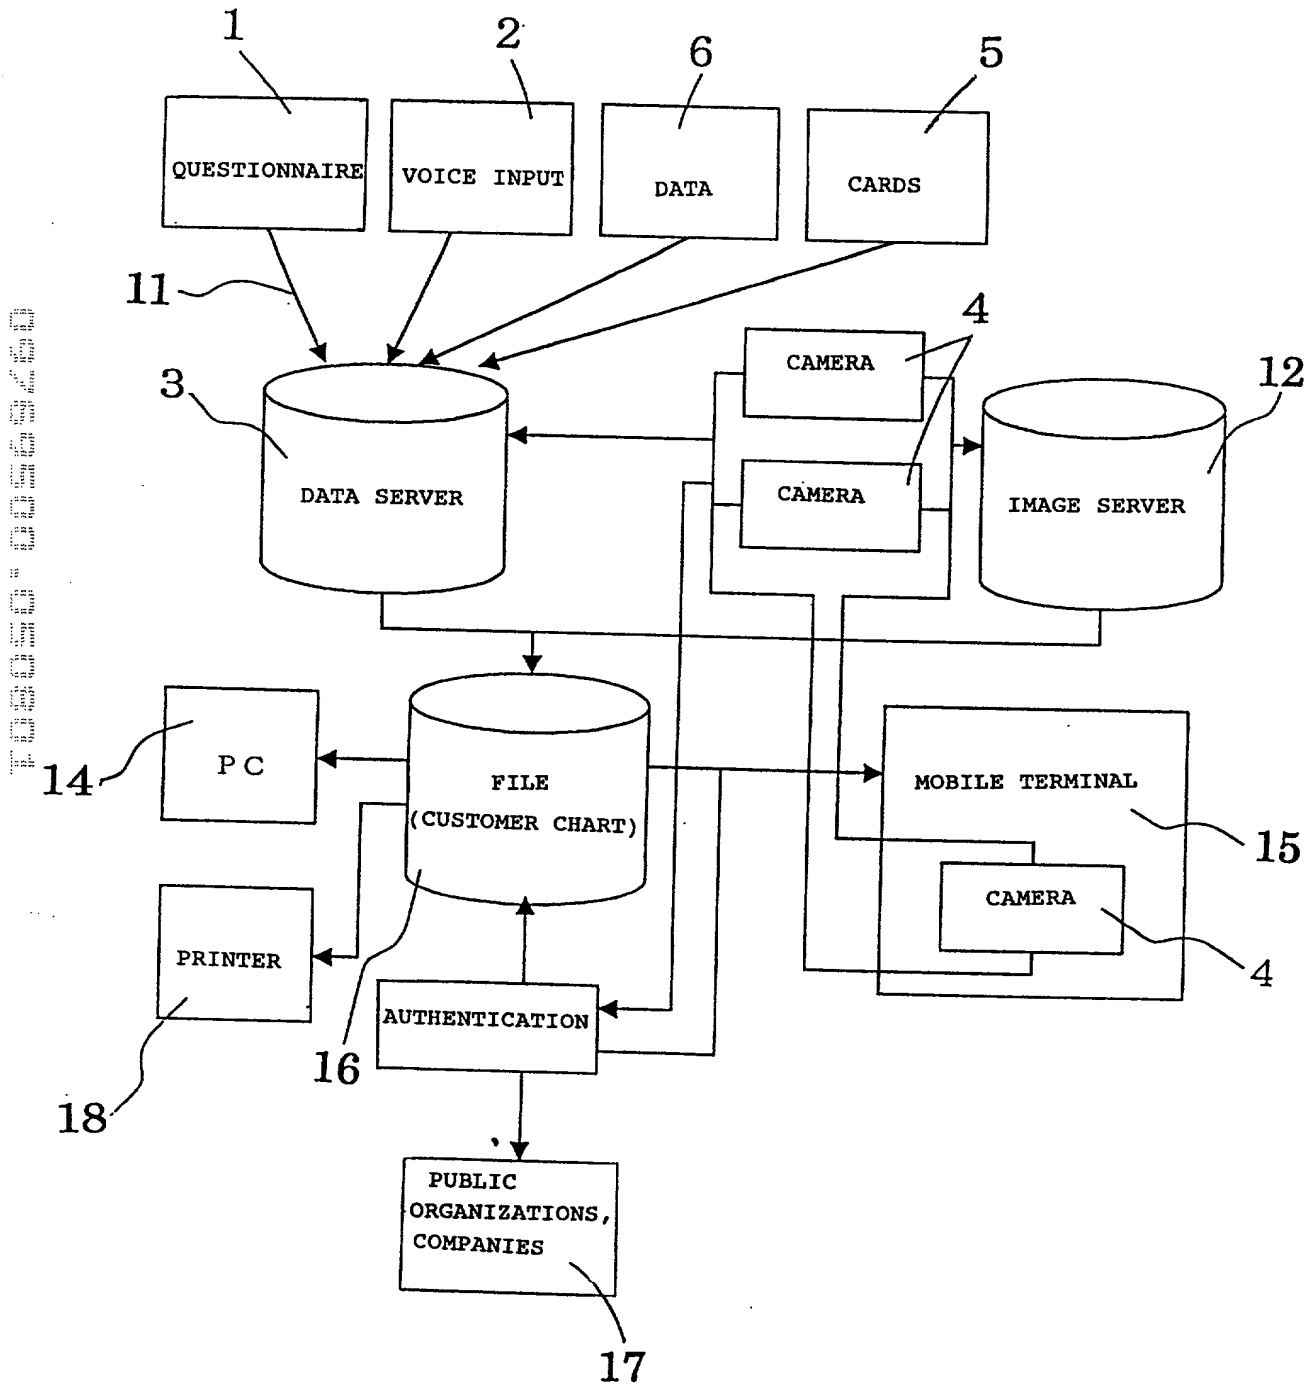 1
2
6
5
QUESTIONNAIRE
VOICE INPUT
DATA
CARDS
11
4
3
CAMERA
12
DATA SERVER
CAMERA
IMAGE SERVER
14
PC
FILE
(CUSTOMER CHART)
MOBILE TERMINAL
15
CAMERA
4
PRINTER
18
16
AUTHENTICATION
PUBLIC
ORGANIZATIONS,
COMPANIES
17